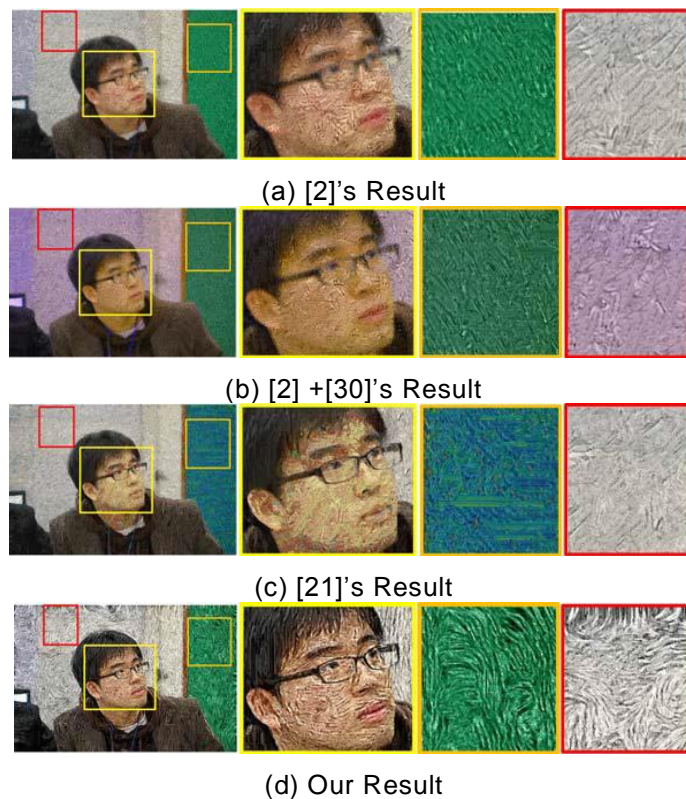 (a) [2]'s Result
(b) [2] +[30]'s Result
(c) [21]'s Result
(d) Our Result